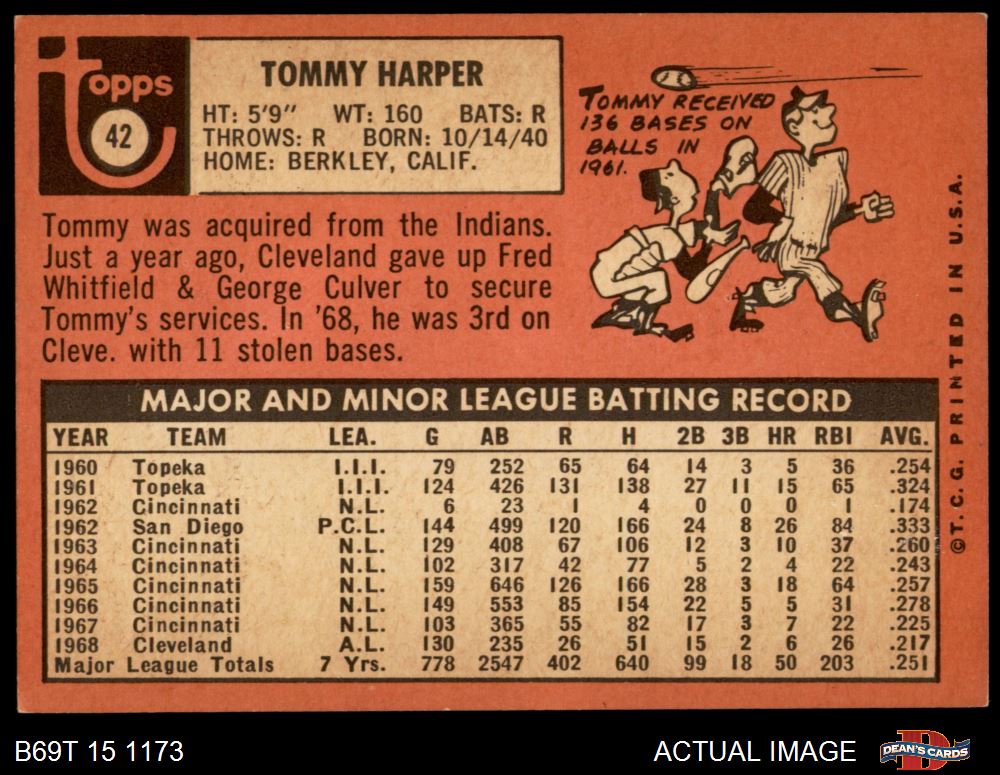 Topps
42
TOMMY HARPER
HT: 5'9" WT: 160 BATS: R
THROWS: R BORN: 10/14/40
HOME: BERKLEY, CALIF.
TOMMY RECEIVED
136 BASES ON
BALLS IN
1961.
Tommy was acquired from the Indians.
Just a year ago, Cleveland gave up Fred
Whitfield & George Culver to secure
Tommy's services. In '68, he was 3rd on
Cleve. with 11 stolen bases.
MAJOR AND MINOR LEAGUE BATTING RECORD
YEAR TEAM LEA. G AB R H 2B 3B HR RBI AVG.
1960 Topeka I.I.I. 79 252 65 64 14 3 5 36 .254
1961 Topeka I.I.I. 124 426 131 138 27 11 15 65 .324
1962 Cincinnati N.L. 6 23 1 4 0 0 0 1 .174
1962 San Diego P.C.L. 144 499 120 166 24 8 26 84 .333
1963 Cincinnati N.L. 129 408 67 106 12 3 10 37 .260
1964 Cincinnati N.L. 102 317 42 77 5 2 4 22 .243
1965 Cincinnati N.L. 159 646 126 166 28 3 18 64 .257
1966 Cincinnati N.L. 149 553 85 154 22 5 5 31 .278
1967 Cincinnati N.L. 103 365 55 82 17 3 7 22 .225
1968 Cleveland A.L. 130 235 26 51 15 2 6 26 .217
Major League Totals 7 Yrs. 778 2547 402 640 99 18 50 203 .251
©T.C.G. PRINTED IN U.S.A.
B69T 15 1173
ACTUAL IMAGE
D
DEAN'S CARDS